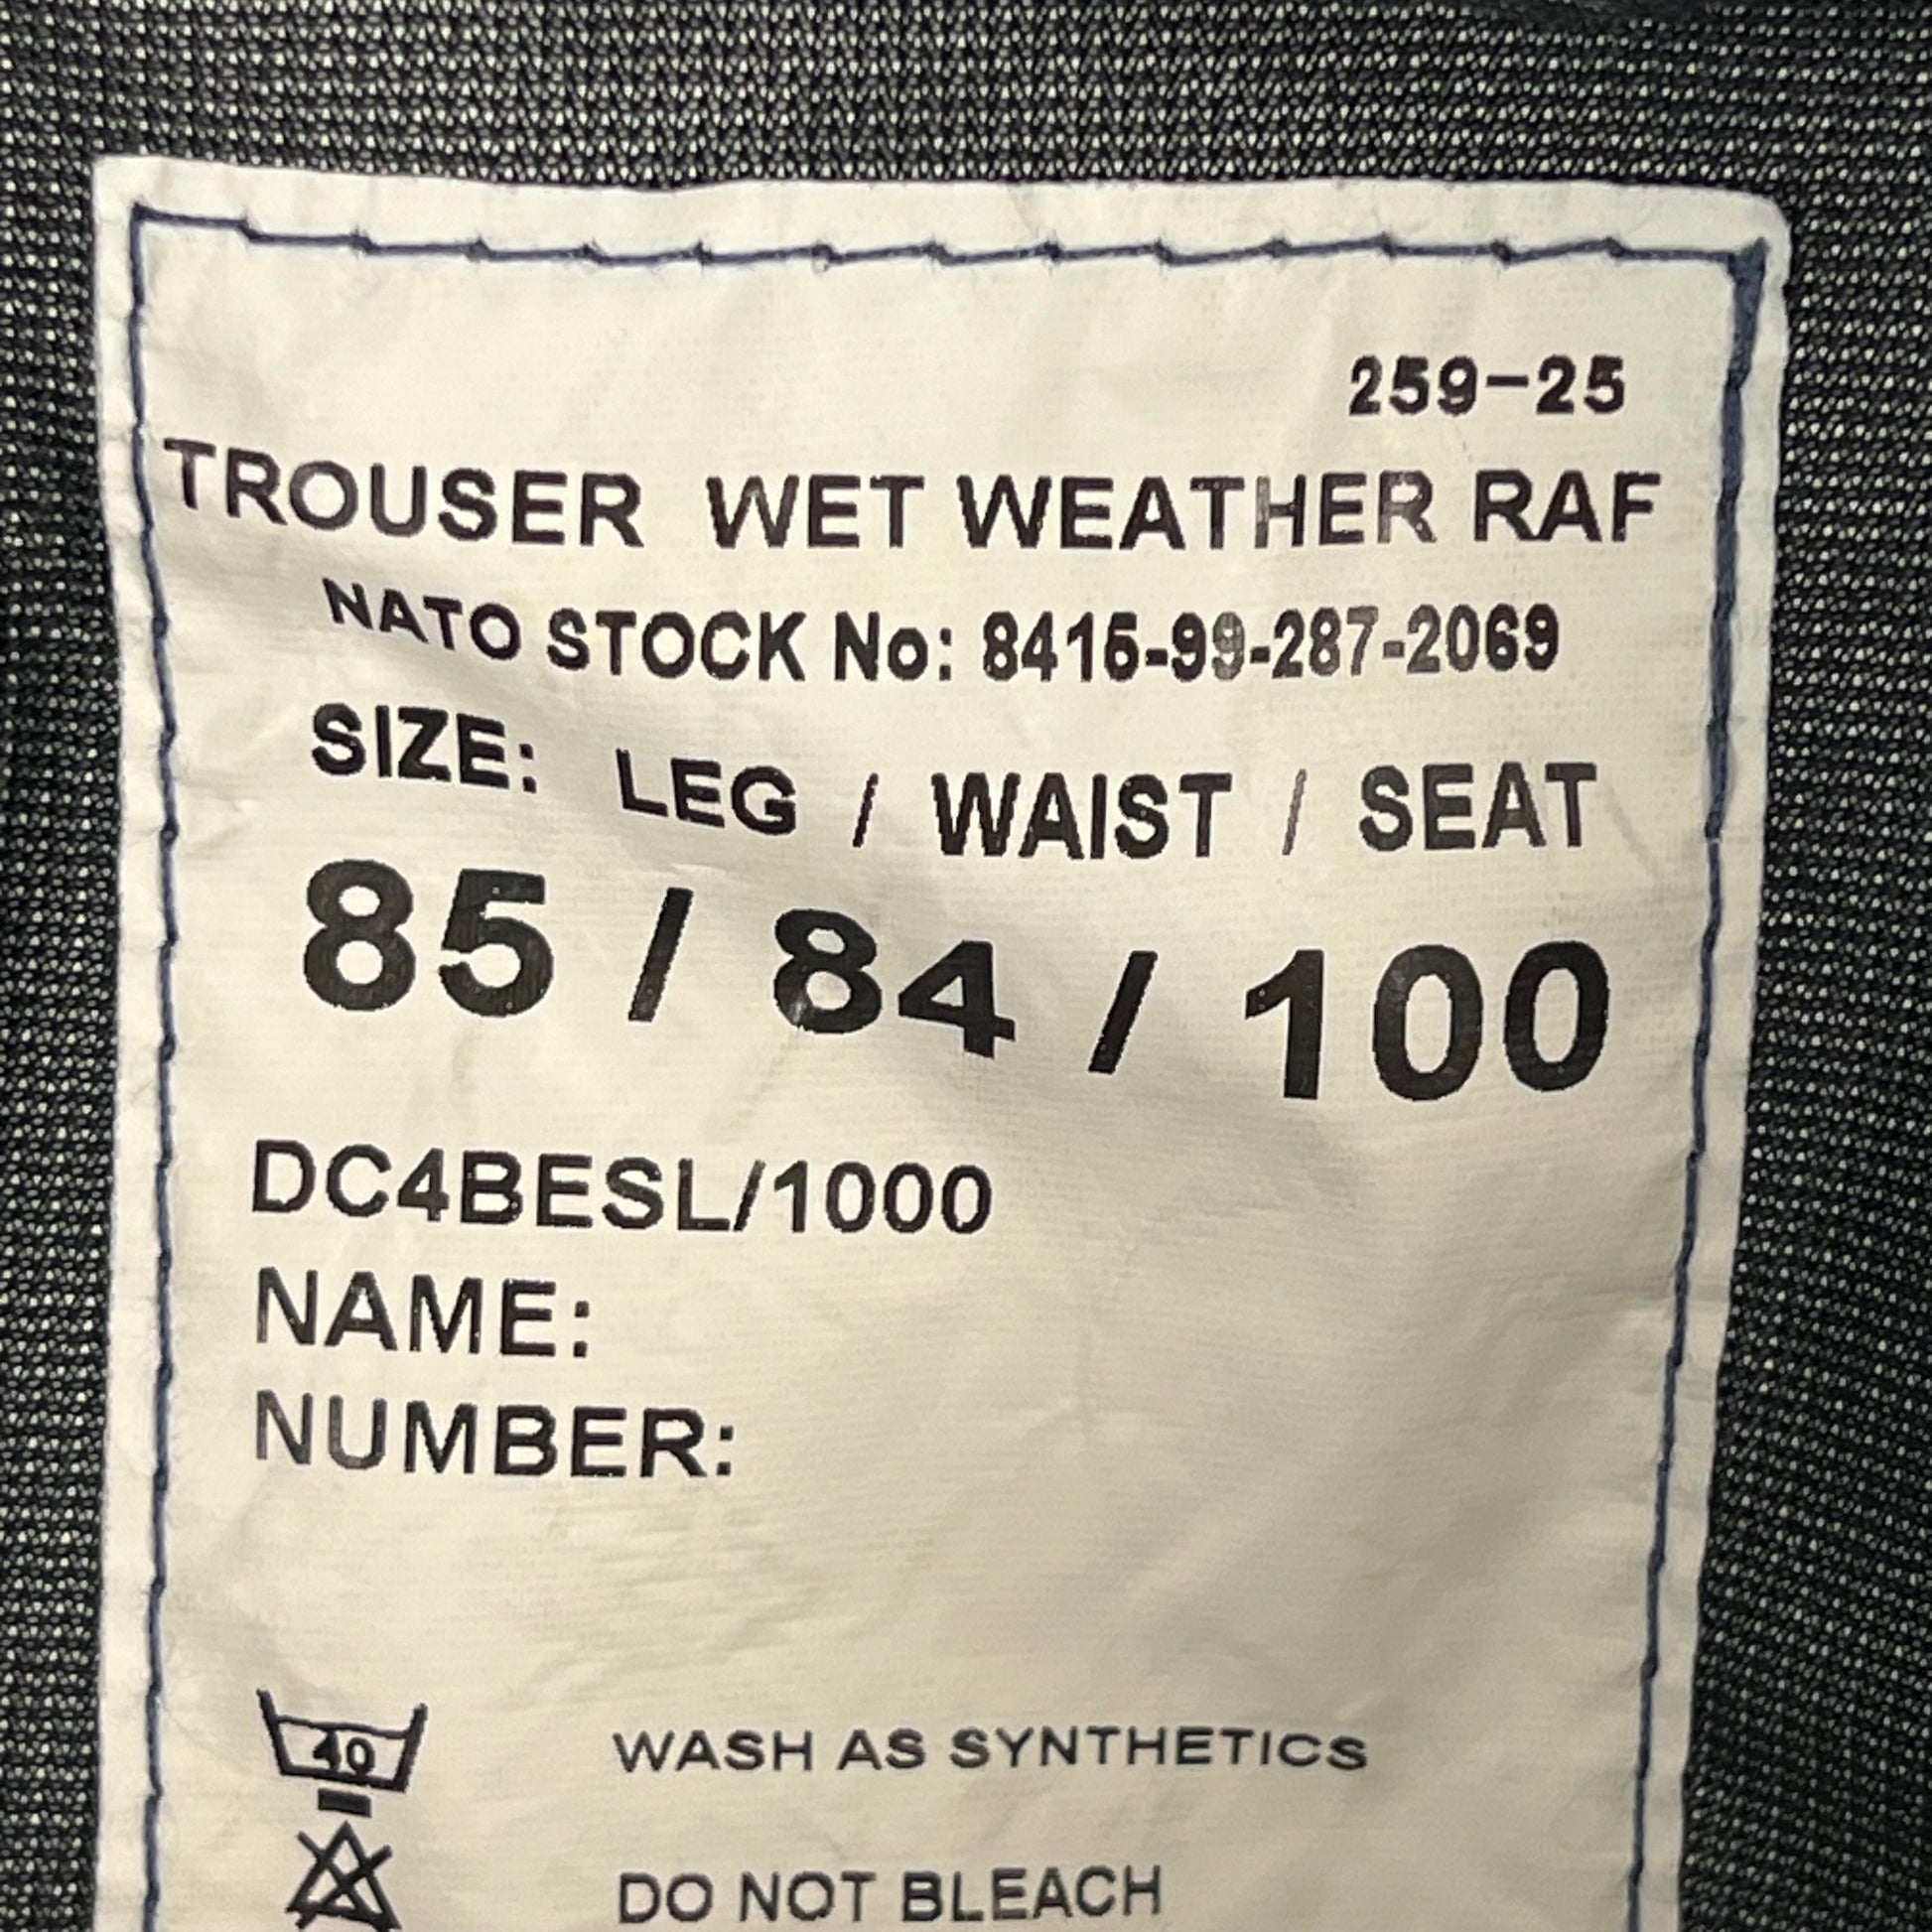 259-25
TROUSER WET WEATHER RAF
NATO STOCK No: 8415-99-287-2069
SIZE: LEG / WAIST / SEAT
85 / 84 / 100
DC4BESL/1000
NAME:
NUMBER:
40 WASH AS SYNTHETICS
DO NOT BLEACH